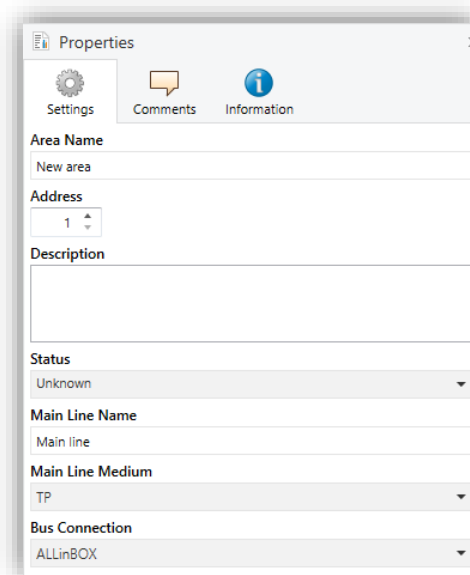 Properties
Settings Comments Information
Area Name
New area
Address
1
Description
Status
Unknown
Main Line Name
Main line
Main Line Medium
TP
Bus Connection
ALLinBOX